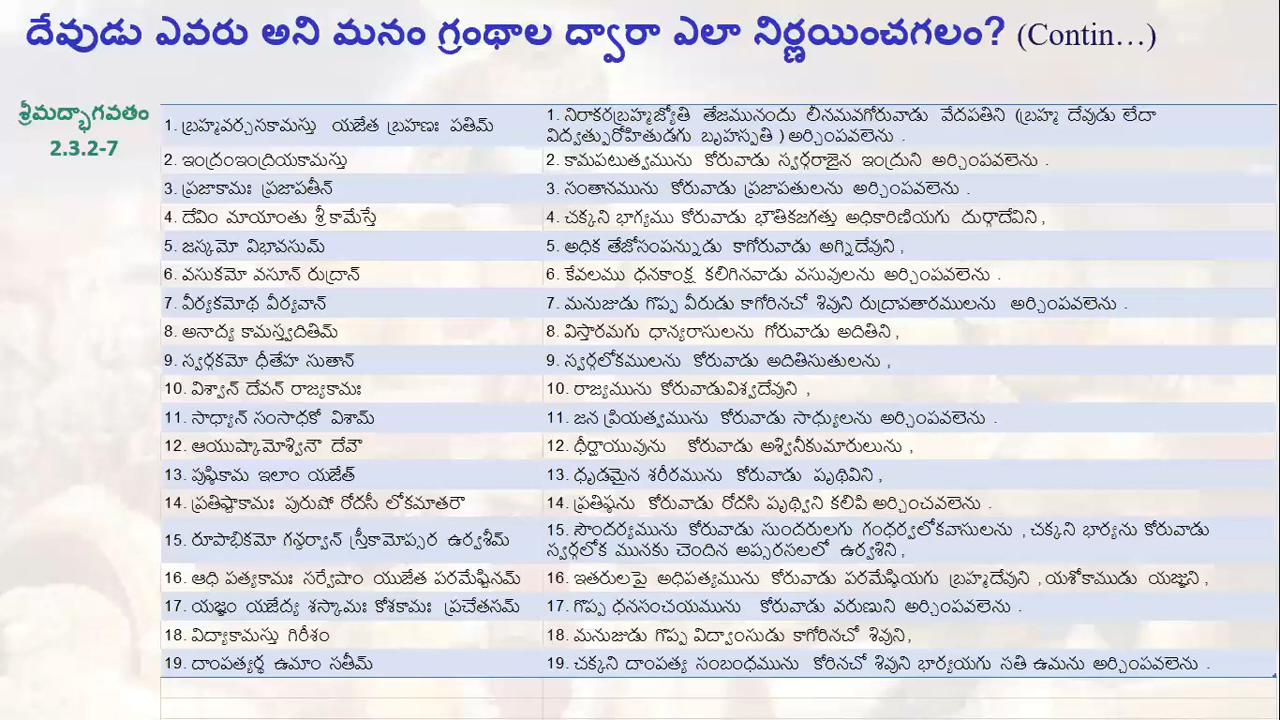 దేవుడు ఎవరు అని మనం గ్రంథాల ద్వారా ఎలా నిర్ణయించగలం? (Contin…)
శ్రీమద్భాగవతం
2.3.2-7
1. బ్రహ్మవర్చసకామస్తు యజేత బ్రహణః పతిమ్
1. నిరాకరబ్రహ్మజ్యోతి తేజమునందు లీనమవగోరువాడు వేదపతిని (బ్రహ్మ దేవుడు లేదా
విద్వత్పురోహితుడగు బృహస్పతి ) అర్చింపవలెను .
2. ఇంద్రంఇంద్రియకామస్తు
2. కామపటుత్వమును కోరువాడు స్వర్గరాజైన ఇంద్రుని అర్చింపవలెను .
3. ప్రజాకామః ప్రజాపతీన్
3. సంతానమును కోరువాడు ప్రజాపతులను అర్చింపవలెను .
4. దేవిం మాయాంతు శ్రీ కామేస్తే
4. చక్కని భాగ్యము కోరువాడు భౌతికజగత్తు అధికారిణియగు దుర్గాదేవిని ,
5. జస్కమో విభావసుమ్
5. అధిక తేజోసంపన్నుడు కాగోరువాడు అగ్నిదేవుని ,
6. వసుకమో వసూన్ రుద్రాన్
6. కేవలము ధనకాంక్ష కలిగినవాడు వసువులను అర్చింపవలెను .
7. వీర్యకమోథ వీర్యవాన్
7. మనుజుడు గొప్ప వీరుడు కాగోరినచో శివుని రుద్రావతారములను అర్చింపవలెను .
8. అనాద్య కామస్త్వదితిమ్
8. విస్తారమగు ధాన్యరాసులను గోరువాడు అదితిని ,
9. స్వర్గకమో ధీతేహ సుతాన్
9. స్వర్గలోకములను కోరువాడు అదితిసుతులను ,
10. విశ్వాన్ దేవన్ రాజ్యకామః
10. రాజ్యమును కోరువాడువిశ్వదేవుని ,
11. సాధ్యాన్ సంసాధకో విశామ్
11. జన ప్రియత్వమును కోరువాడు సాధ్యులను అర్చింపవలెను .
12. ఆయుష్కామోశ్వినౌ దేవౌ
12. ధీర్ఘాయువును కోరువాడు అశ్వినీకుమారులును ,
13. పుష్టికామ ఇలాం యజేత్
13. ధృడమైన శరీరమును కోరువాడు పృథివిని ,
14. ప్రతిష్ఠాకామః పురుషో రోదసీ లోకమాతరౌ
14. ప్రతిష్ఠను కోరువాడు రోదసి పృథ్విని కలిపి అర్చించవలెను .
15. రూపాభికమో గన్ధర్వాన్ స్త్రీకామోప్సర ఉర్వశీమ్
15. సౌందర్యమును కోరువాడు సుందరులగు గంధర్వలోకవాసులను , చక్కని భార్యను కోరువాడు
స్వర్గలోక మునకు చెందిన అప్సరసలలో ఉర్వశిని ,
16. ఆధి పత్యకామః సర్వేషాం యుజేత పరమేష్ఠినమ్
16. ఇతరులపై అధిపత్యమును కోరువాడు పరమేష్ఠియగు బ్రహ్మదేవుని , యశోకాముడు యజ్ఞుని ,
17. యజ్ఞం యజేద్య శస్కామః కోశకామః ప్రచేతసమ్
17. గొప్ప ధనసంచయమును కోరువాడు వరుణుని అర్చింపవలెను .
18. విద్యాకామస్తు గిరీశం
18. మనుజుడు గొప్ప విద్వాంసుడు కాగోరినచో శివుని,
19. దాంపత్యర్థ ఉమాం సతీమ్
19. చక్కని దాంపత్య సంబంధమును కోరినచో శివుని భార్యయగు సతి ఉమను అర్చింపవలెను .